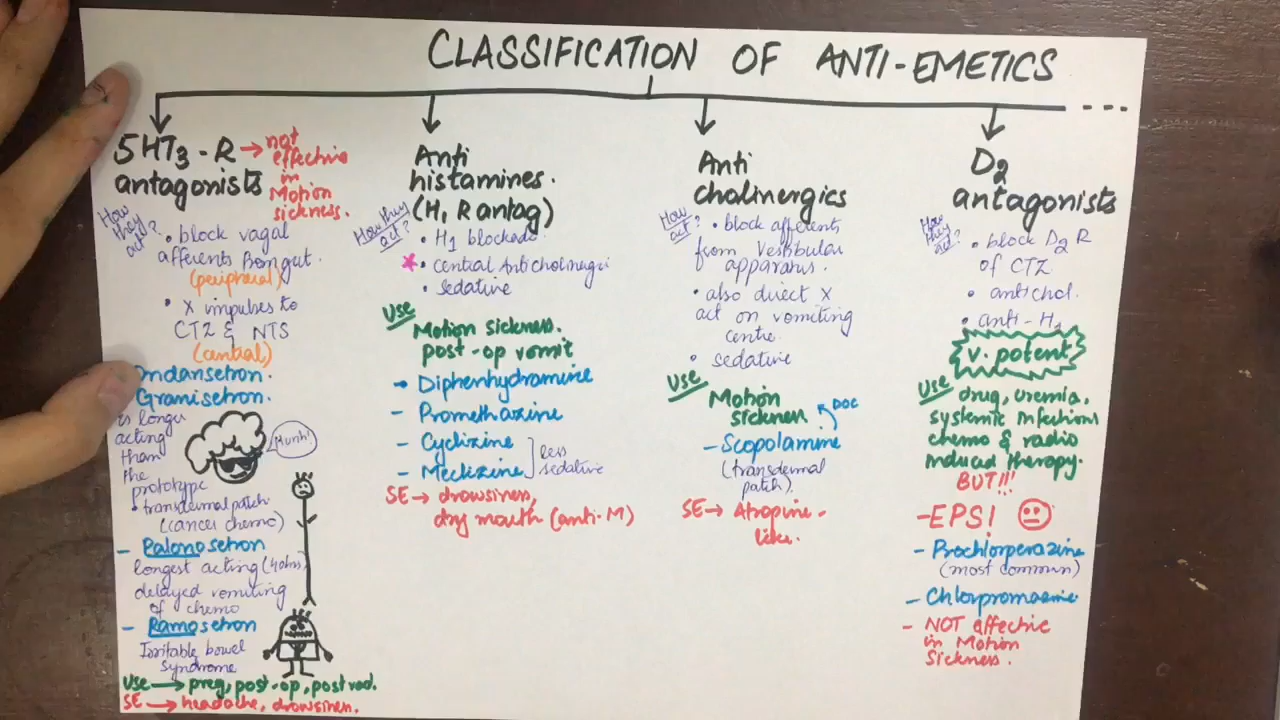 CLASSIFICATION OF ANTI-EMETICS
5HT3-R → not effective in Motion sickness.
antagonists
How they act?
• block vagal
afferents from gut.
(peripheral)
• X impulses to
CTZ & NTS
(central)
Ondansetron.
Granisetron.
is longer
acting
than
the
prototype
• transdermal patch
(cancer chemo)
Munh!
- Palonosetron
longest acting (40hrs)
delayed vomiting
of chemo
- Ramosetron
Irritable bowel
Syndrome
Use → preg, post-op, post rad.
SE → headache, drowsiness.
Anti
histamines.
(H1 R antag)
How they act?
• H1 blockade.
• central Anticholinegri
• sedative
Use
Motion sickness.
post-op vomit
- Diphenhydramine
- Promethazine
- Cyclizine
- Meclizine
less
sedative
SE → drowsiness,
dry mouth (anti-M)
Anti
cholinergics
How act?
• block afferents
from Vestibular
apparatus.
• also direct X
act on vomiting
centre.
• sedative
Use
Motion
sickness
DOC
- Scopolamine
(transdermal
patch).
SE → Atropine-
like.
D2
antagonists
How they act?
• block D2 R
of CTZ
• antichol.
• anti-H1
v. potent
Use
drug, uremia,
systemic infections
chemo & radio
induced therapy.
BUT!!!
- EPS!
- Prochlorperazine
(most common)
- Chlorpromazine
- NOT affective
in Motion
Sickness.